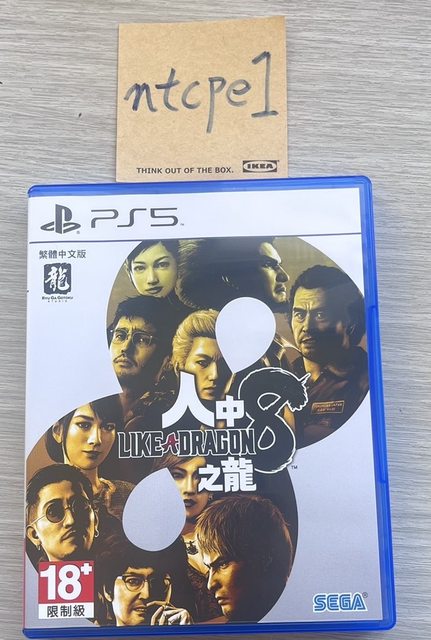 ntcpe1
THINK OUT OF THE BOX. IKEA
PS5
繁體中文版
龍
RYU GA GOTOKU
STUDIO
人中
LIKE A DRAGON 8™
之龍
18+
限制級
SEGA